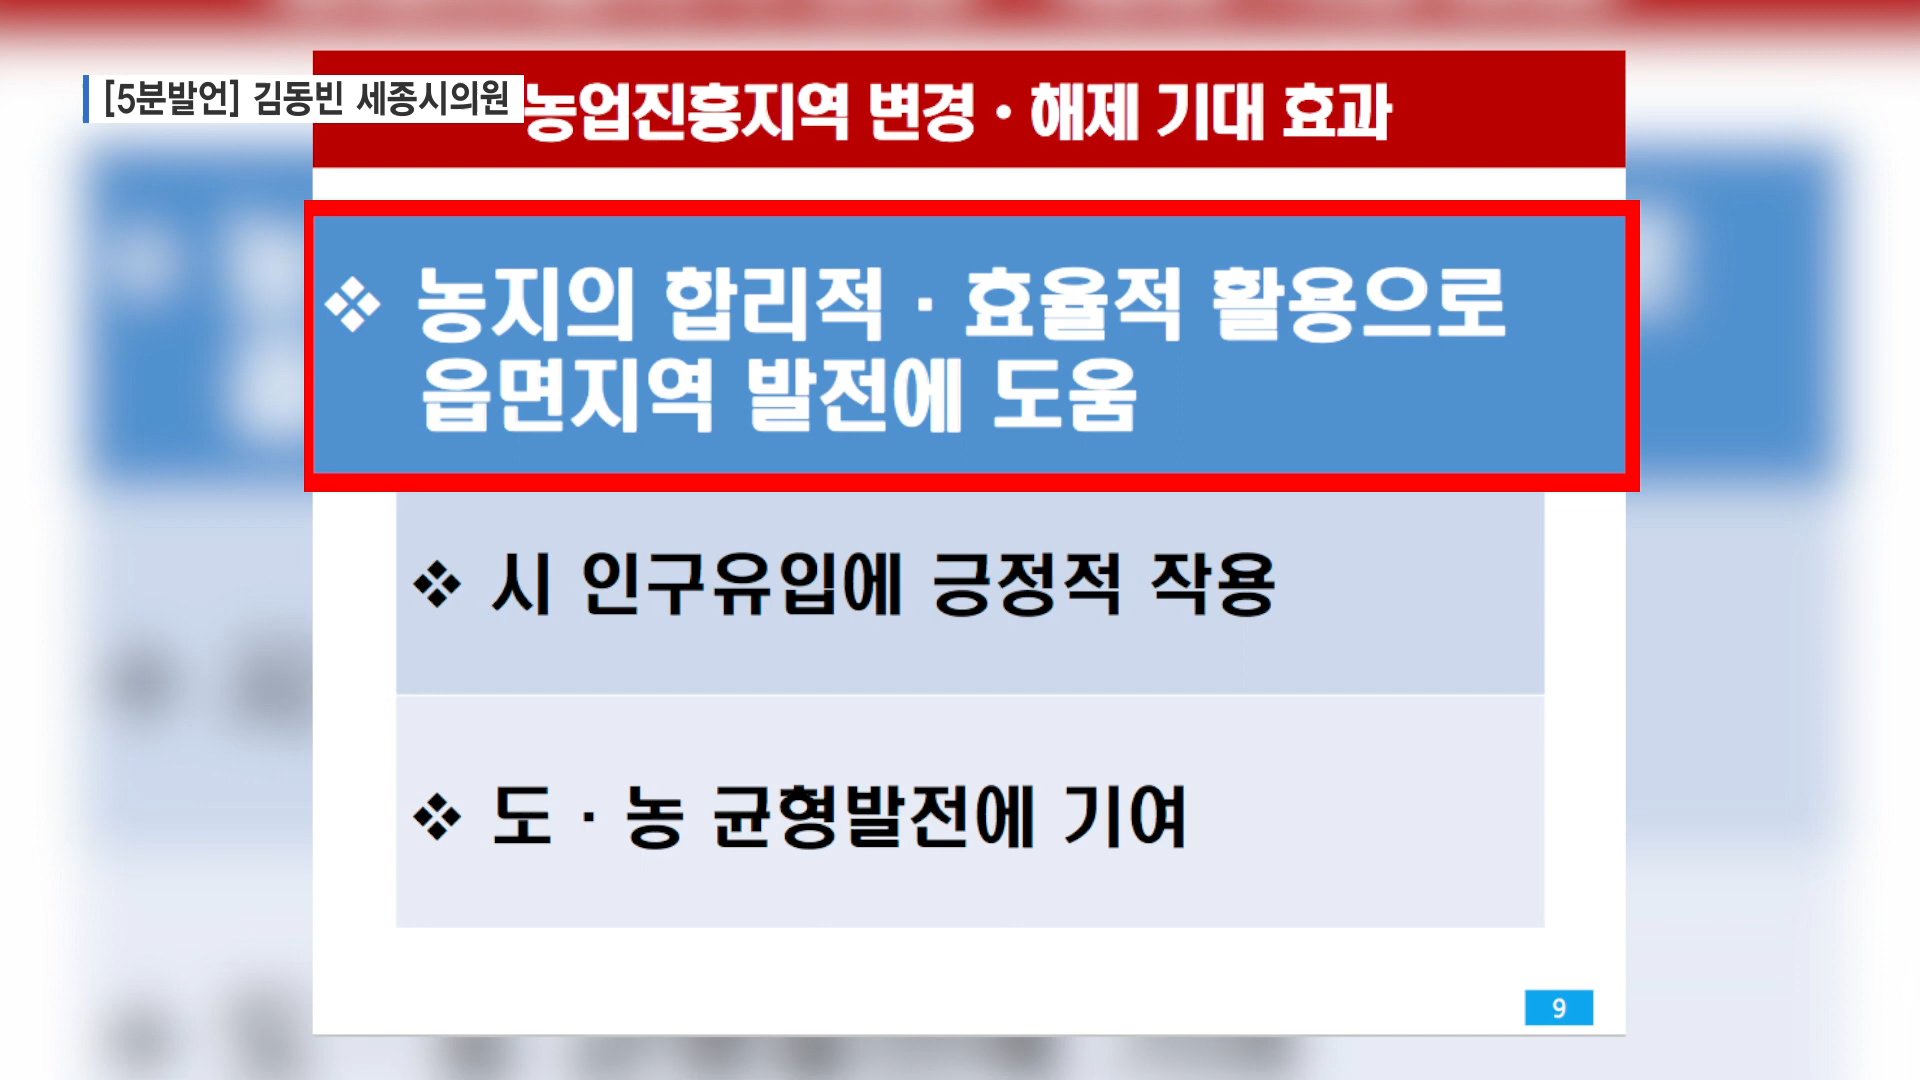 [5분발언] 김동빈 세종시의원
농업진흥지역 변경·해제 기대 효과
❖ 농지의 합리적·효율적 활용으로
읍면지역 발전에 도움
❖ 시 인구유입에 긍정적 작용
❖ 도·농 균형발전에 기여
9